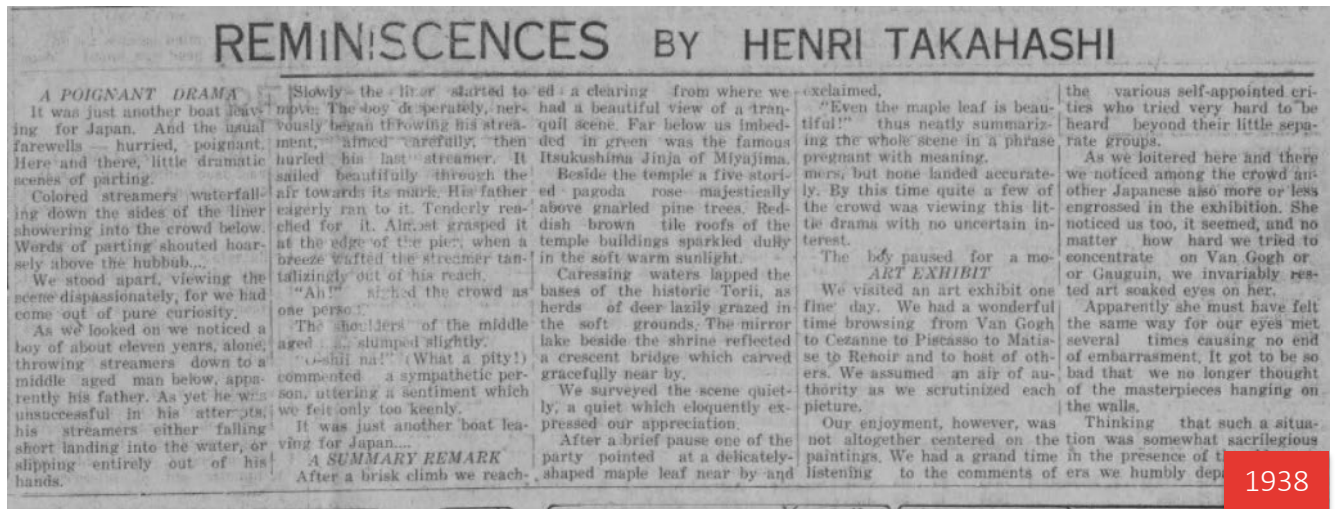 REMINISCENCES BY HENRI TAKAHASHI
A POIGNANT DRAMA
It was just another boat leav-
ing for Japan. And the usual
farewells — hurried, poignant.
Here and there, little dramatic
scenes of parting.
Colored streamers waterfall-
ing down the sides of the liner
showering into the crowd below.
Words of parting shouted hoar-
sely above the hubbub....
We stood apart, viewing the
scene dispassionately, for we had
come out of pure curiosity.
As we looked on we noticed a
boy of about eleven years, alone,
throwing streamers down to a
middle aged man below, appa-
rently his father. As yet he was
unsuccessful in his attempts,
his streamers either falling
short landing into the water, or
slipping entirely out of his
hands.
Slowly the liner started to
move. The boy desperately, ner-
vously began throwing his strea-
ment, aimed carefully, then
hurled his last streamer. It
sailed beautifully through the
air towards its mark. His father
eagerly ran to it. Tenderly rea-
ched for it. Almost grasped it
at the edge of the pier, when a
breeze wafted the streamer tan-
talizingly out of his reach.
"Ah!" sighed the crowd as
one person.
The shoulders of the middle
aged slumped slightly.
"O-shii na!" (What a pity!)
commented a sympathetic per-
son, uttering a sentiment which
we felt only too keenly.
It was just another boat lea-
ving for Japan....
A SUMMARY REMARK
After a brisk climb we reach-
ed a clearing from where we
had a beautiful view of a tran-
quil scene. Far below us imbed-
ded in green was the famous
Itsukushima Jinja of Miyajima.
Beside the temple a five stori-
ed pagoda rose majestically
above gnarled pine trees. Red-
dish brown tile roofs of the
temple buildings sparkled dully
in the soft warm sunlight.
Caressing waters lapped the
bases of the historic Torii, as
herds of deer lazily grazed in
the soft grounds. The mirror
lake beside the shrine reflected
a crescent bridge which carved
gracefully near by.
We surveyed the scene quiet-
ly, a quiet which eloquently ex-
pressed our appreciation.
After a brief pause one of the
party pointed at a delicately-
shaped maple leaf near by and
exclaimed,
"Even the maple leaf is beau-
tiful!" thus neatly summariz-
ing the whole scene in a phrase
pregnant with meaning.
mers, but none landed accurate-
ly. By this time quite a few of
the crowd was viewing this lit-
tle drama with no uncertain in-
terest.
The boy paused for a mo-
ART EXHIBIT
We visited an art exhibit one
fine day. We had a wonderful
time browsing from Van Gogh
to Cezanne to Piscasso to Matis-
se to Renoir and to host of oth-
ers. We assumed an air of au-
thority as we scrutinized each
picture.
Our enjoyment, however, was
not altogether centered on the
paintings. We had a grand time
listening to the comments of
the various self-appointed cri-
tics who tried very hard to be
heard beyond their little sepa-
rate groups.
As we loitered here and there
we noticed among the crowd an-
other Japanese also more or less
engrossed in the exhibition. She
noticed us too, it seemed, and no
matter how hard we tried to
concentrate on Van Gogh or
or Gauguin, we invariably res-
ted art soaked eyes on her.
Apparently she must have felt
the same way for our eyes met
several times causing no end
of embarrasment. It got to be so
bad that we no longer thought
of the masterpieces hanging on
the walls.
Thinking that such a situa-
tion was somewhat sacrilegious
in the presence of
era we humbly
1938